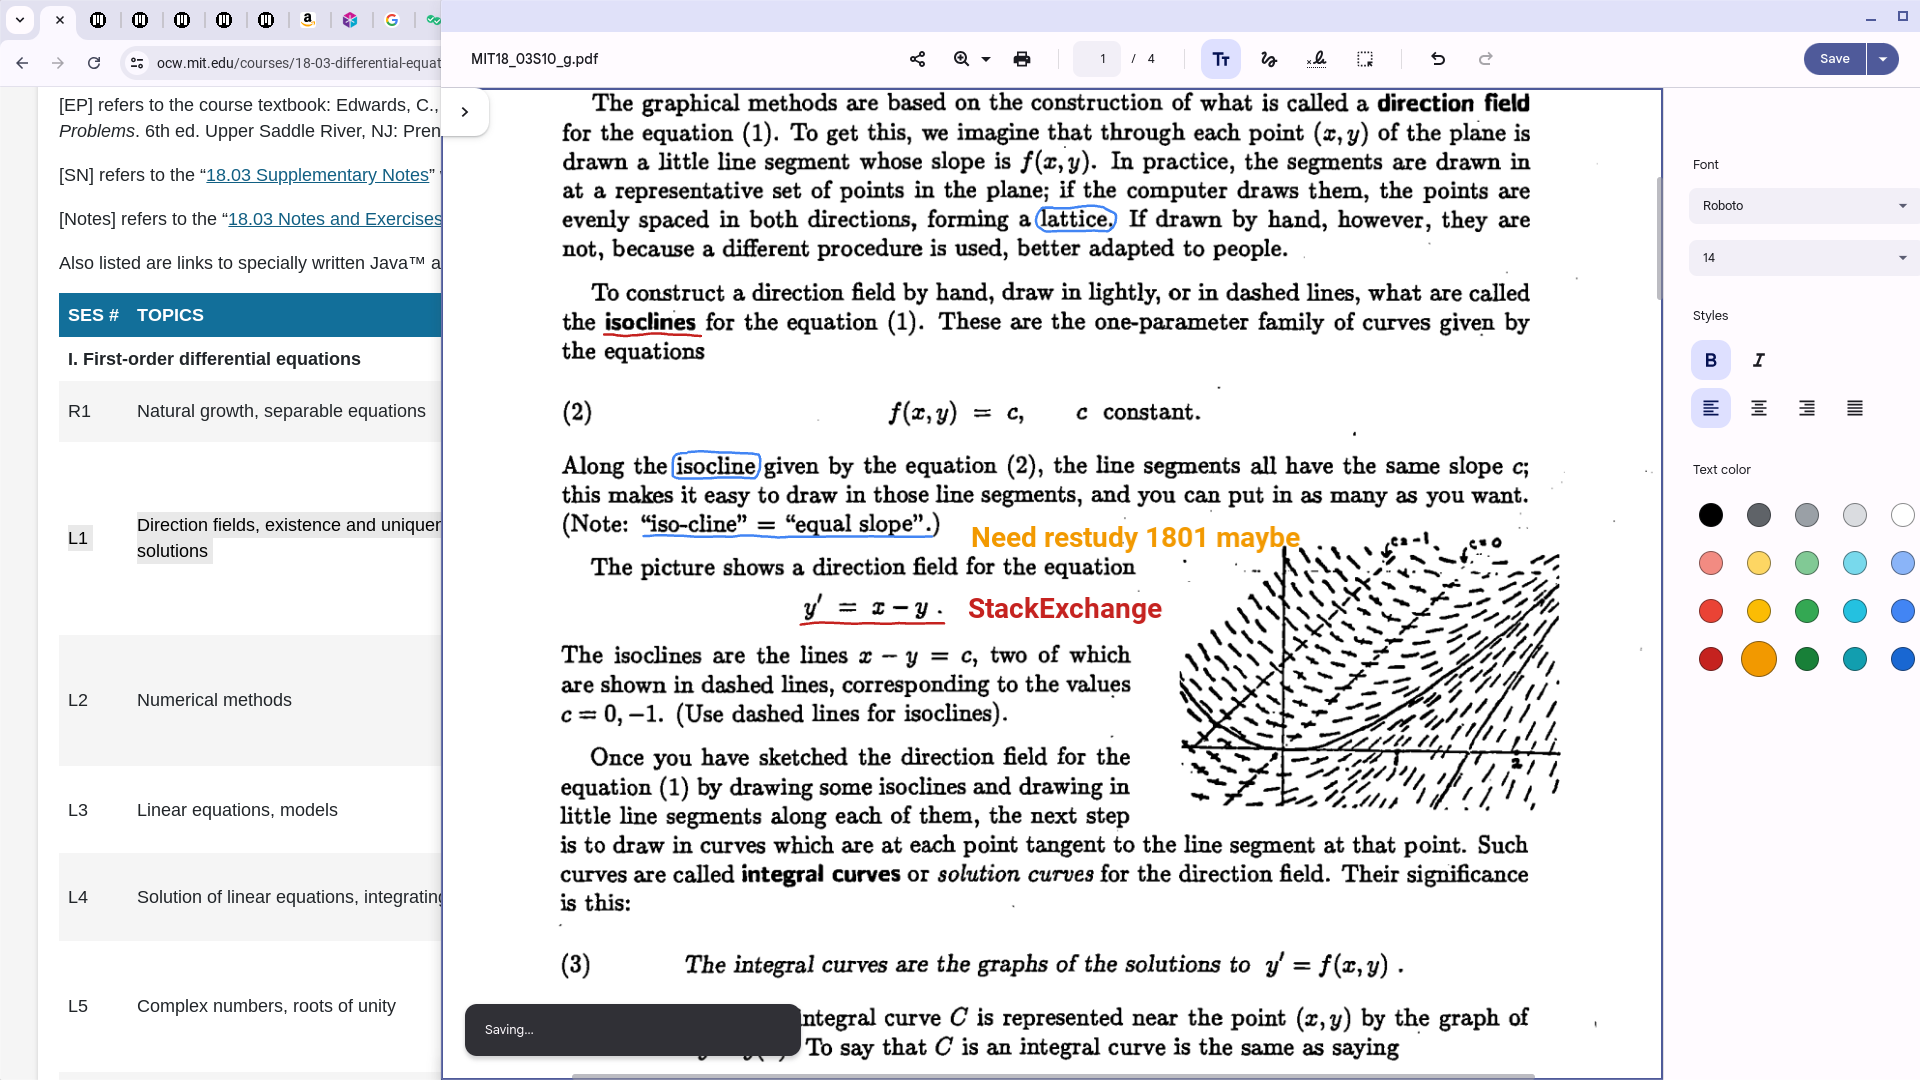 ocw.mit.edu/courses/18-03-differential-equat
[EP] refers to the course textbook: Edwards, C.,
Problems. 6th ed. Upper Saddle River, NJ: Pren
[SN] refers to the “18.03 Supplementary Notes”
[Notes] refers to the “18.03 Notes and Exercises
Also listed are links to specially written Java™ a
SES # TOPICS
I. First-order differential equations
R1 Natural growth, separable equations
L1 Direction fields, existence and uniquen
solutions
L2 Numerical methods
L3 Linear equations, models
L4 Solution of linear equations, integrating
L5 Complex numbers, roots of unity
MIT18_03S10_g.pdf
1 / 4
Save
The graphical methods are based on the construction of what is called a direction field
for the equation (1). To get this, we imagine that through each point (x, y) of the plane is
drawn a little line segment whose slope is f(x, y). In practice, the segments are drawn in
at a representative set of points in the plane; if the computer draws them, the points are
evenly spaced in both directions, forming a lattice. If drawn by hand, however, they are
not, because a different procedure is used, better adapted to people.
To construct a direction field by hand, draw in lightly, or in dashed lines, what are called
the isoclines for the equation (1). These are the one-parameter family of curves given by
the equations
(2) f(x, y) = c, c constant.
Along the isocline given by the equation (2), the line segments all have the same slope c;
this makes it easy to draw in those line segments, and you can put in as many as you want.
(Note: “iso-cline” = “equal slope”.)
Need restudy 1801 maybe
The picture shows a direction field for the equation
y′ = x − y .
StackExchange
c=-1
c=0
The isoclines are the lines x − y = c, two of which
are shown in dashed lines, corresponding to the values
c = 0, −1. (Use dashed lines for isoclines).
Once you have sketched the direction field for the
equation (1) by drawing some isoclines and drawing in
little line segments along each of them, the next step
is to draw in curves which are at each point tangent to the line segment at that point. Such
curves are called integral curves or solution curves for the direction field. Their significance
is this:
(3) The integral curves are the graphs of the solutions to y′ = f(x, y) .
integral curve C is represented near the point (x, y) by the graph of
To say that C is an integral curve is the same as saying
Saving...
Font
Roboto
14
Styles
B I
Text color